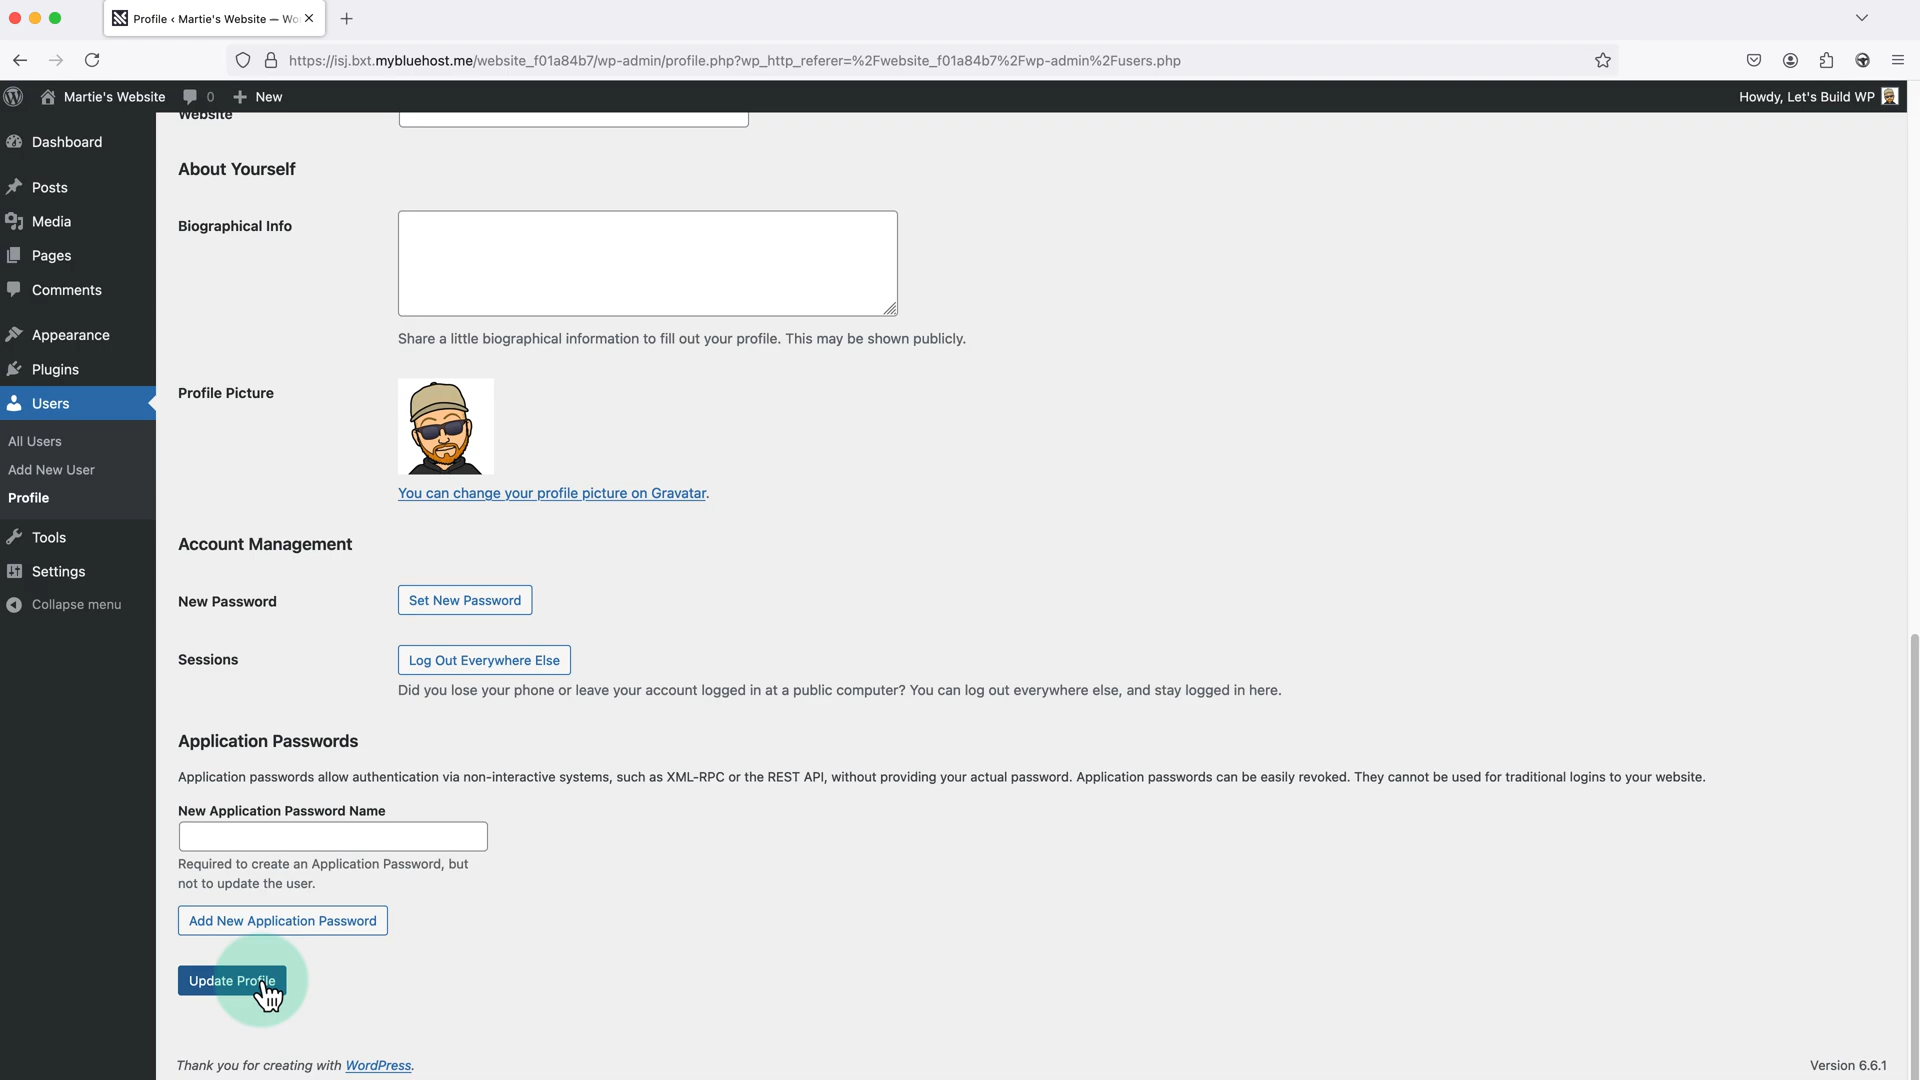 Profile ‹ Martie's Website — Wo
https://isj.bxt.mybluehost.me/website_f01a84b7/wp-admin/profile.php?wp_http_referer=%2Fwebsite_f01a84b7%2Fwp-admin%2Fusers.php
Martie's Website 0 New Howdy, Let's Build WP
Website
Dashboard
Posts
Media
Pages
Comments
Appearance
Plugins
Users
All Users
Add New User
Profile
Tools
Settings
Collapse menu
About Yourself
Biographical Info
Share a little biographical information to fill out your profile. This may be shown publicly.
Profile Picture
You can change your profile picture on Gravatar.
Account Management
New Password Set New Password
Sessions Log Out Everywhere Else
Did you lose your phone or leave your account logged in at a public computer? You can log out everywhere else, and stay logged in here.
Application Passwords
Application passwords allow authentication via non-interactive systems, such as XML-RPC or the REST API, without providing your actual password. Application passwords can be easily revoked. They cannot be used for traditional logins to your website.
New Application Password Name
Required to create an Application Password, but
not to update the user.
Add New Application Password
Update Profile
Thank you for creating with WordPress. Version 6.6.1